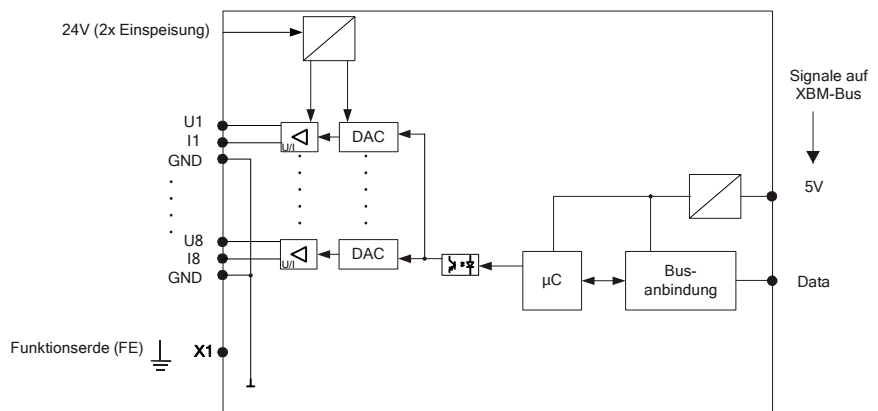 24V (2x Einspeisung)
Signale auf
XBM-Bus
U1
I1
GND
U/I
DAC
5V
U8
I8
GND
U/I
DAC
µC
Bus-
anbindung
Data
Funktionserde (FE)
X1